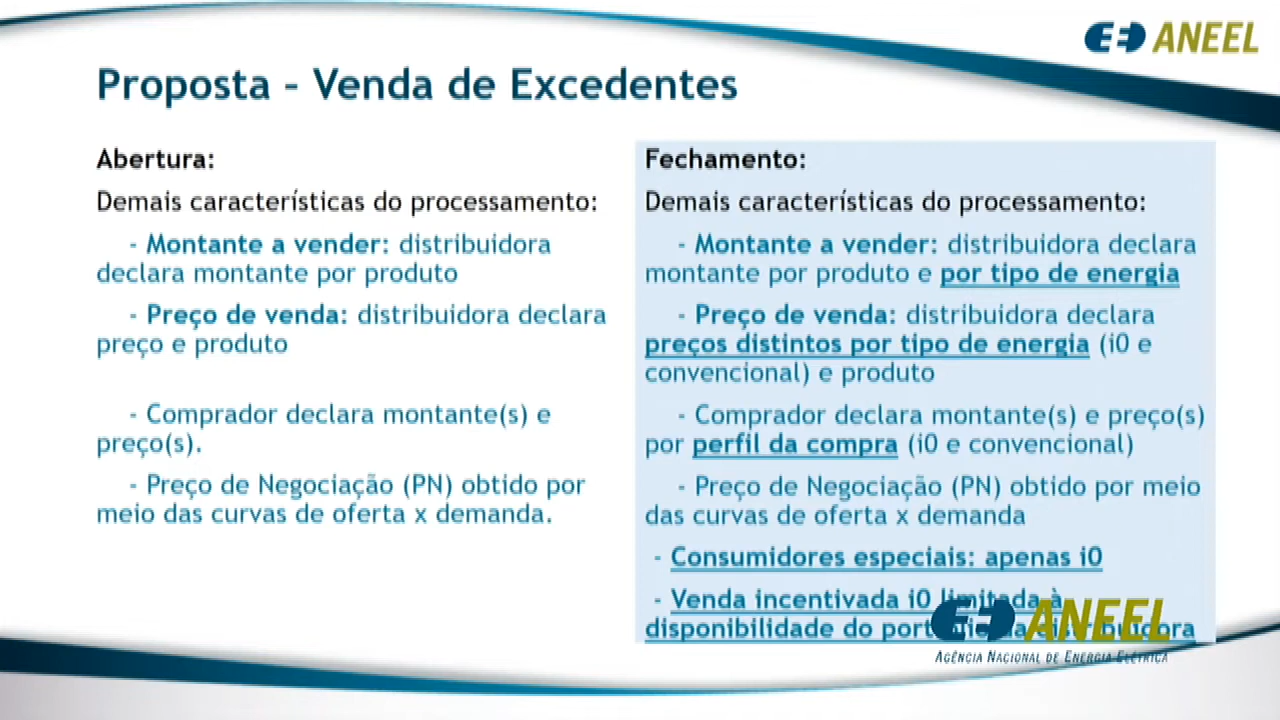 ANEEL
Proposta – Venda de Excedentes
Abertura:
Demais características do processamento:
- Montante a vender: distribuidora
declara montante por produto
- Preço de venda: distribuidora declara
preço e produto
- Comprador declara montante(s) e
preço(s).
- Preço de Negociação (PN) obtido por
meio das curvas de oferta x demanda.
Fechamento:
Demais características do processamento:
- Montante a vender: distribuidora declara
montante por produto e por tipo de energia
- Preço de venda: distribuidora declara
preços distintos por tipo de energia (i0 e
convencional) e produto
- Comprador declara montante(s) e preço(s)
por perfil da compra (i0 e convencional)
- Preço de Negociação (PN) obtido por meio
das curvas de oferta x demanda
- Consumidores especiais: apenas i0
- Venda incentivada i0 limitada à
disponibilidade do distribuidora
ANEEL
Agência Nacional de Energia Elétrica